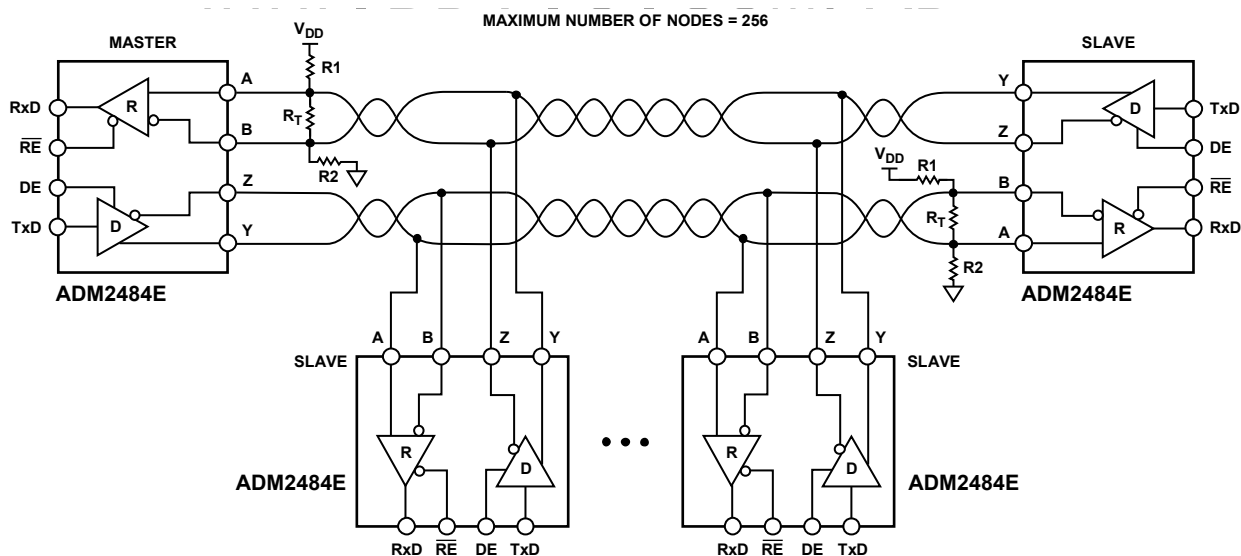 MAXIMUM NUMBER OF NODES = 256
MASTER
SLAVE
VDD
R1
A
Y
RxD
R
RT
D
TxD
B
Z
RE
R2
DE
VDD
R1
DE
Z
B
RE
TxD
D
RT
R
RxD
Y
A
R2
ADM2484E
ADM2484E
A
B
Z
Y
A
B
Z
Y
SLAVE
SLAVE
R
D
R
D
ADM2484E
ADM2484E
RxD
RE
DE
TxD
RxD
RE
DE
TxD